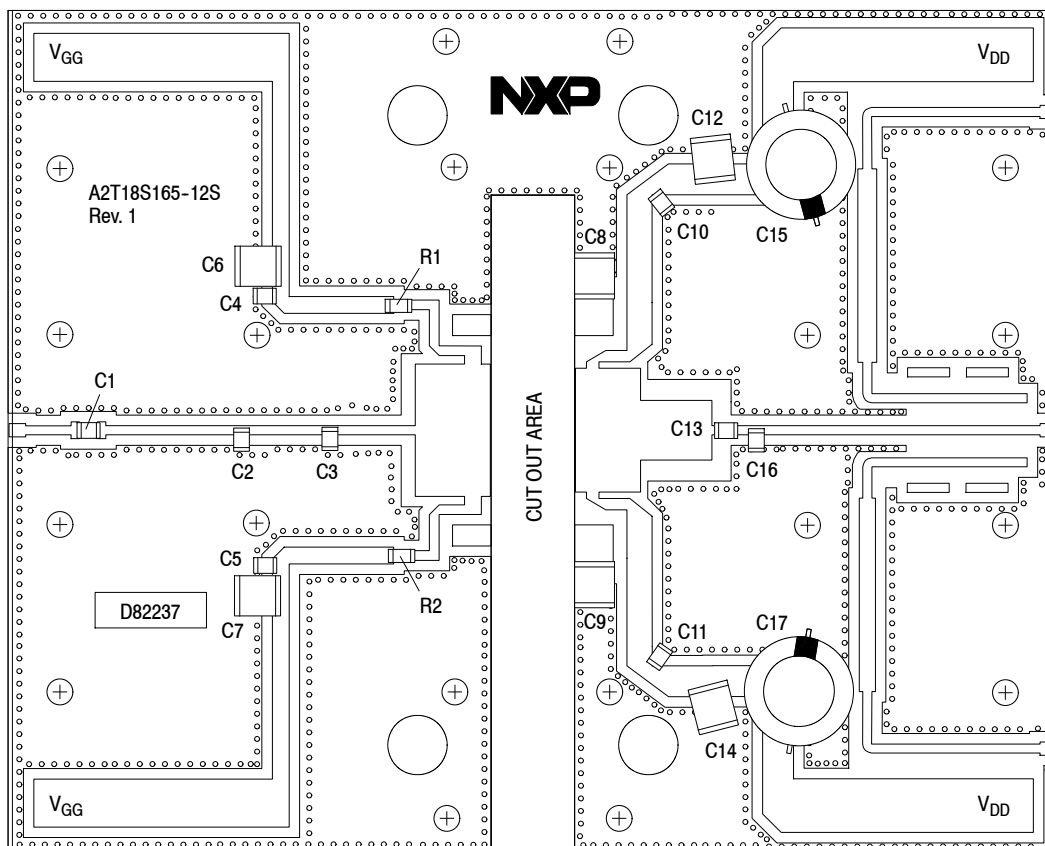 VGG
NXP
VDD
C12
A2T18S165-12S
Rev. 1
C10
C15
C8
C6
R1
C4
C1
C13
C2
C3
C16
CUT OUT AREA
C5
R2
C9
C11
C17
D82237
C7
C14
VGG
VDD